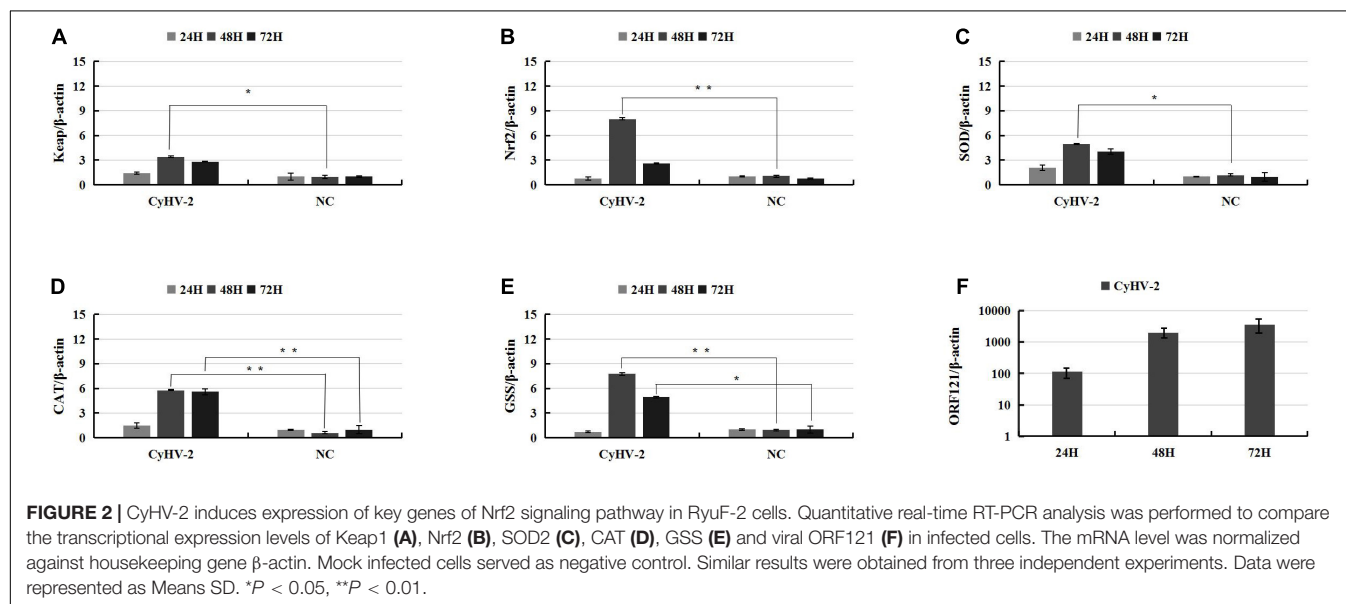 A
24H 48H 72H
15
12
9
6
3
0
Keap/β-actin
*
CyHV-2 NC
B
24H 48H 72H
15
12
9
6
3
0
Nrf2/β-actin
* *
CyHV-2 NC
C
24H 48H 72H
15
12
9
6
3
0
SOD/β-actin
*
CyHV-2 NC
D
24H 48H 72H
15
12
9
6
3
0
CAT/β-actin
* *
* *
CyHV-2 NC
E
24H 48H 72H
15
12
9
6
3
0
GSS/β-actin
* *
*
CyHV-2 NC
F
CyHV-2
10000
1000
100
10
1
ORF121/β-actin
24H 48H 72H
FIGURE 2 | CyHV-2 induces expression of key genes of Nrf2 signaling pathway in RyuF-2 cells. Quantitative real-time RT-PCR analysis was performed to compare
the transcriptional expression levels of Keap1 (A), Nrf2 (B), SOD2 (C), CAT (D), GSS (E) and viral ORF121 (F) in infected cells. The mRNA level was normalized
against housekeeping gene β-actin. Mock infected cells served as negative control. Similar results were obtained from three independent experiments. Data were
represented as Means SD. *P < 0.05, **P < 0.01.